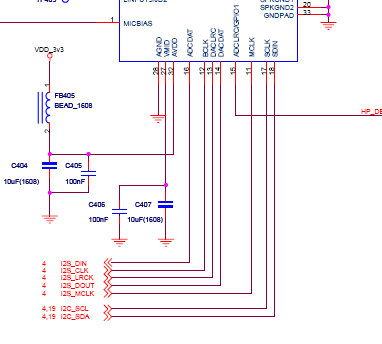 SPKGND2 20
GNDPAD 33
1 MICBIAS
VDD_3v3
AGND
VMID
AVDD
ADCDAT
BCLK
DACLRC
DACDAT
ADCLRC/GPIO1
MCLK
SCLK
SDIN
28
27
32
16
12
13
14
15
11
17
18
1
FB405
BEAD_1608
2
HP_DE
C404
C405
10uF(1608)
100nF
C406
C407
100nF
10uF(1608)
4 I2S_DIN
4 I2S_CLK
4 I2S_LRCK
4 I2S_DOUT
4 I2S_MCLK
4,19 I2C_SCL
4,19 I2C_SDA